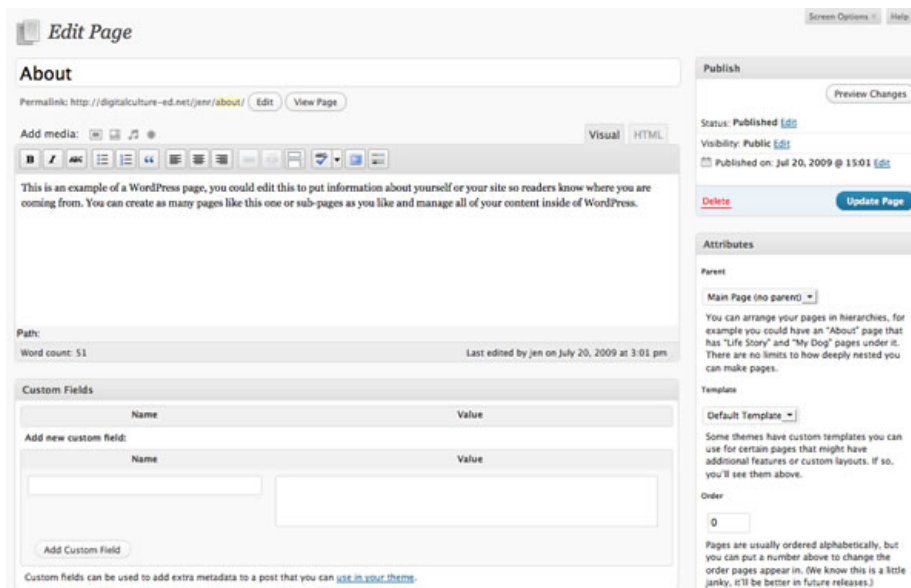 Screen Options Help
Edit Page
About
Permalink: http://digitalculture-ed.net/jenr/about/ Edit View Page
Add media:
Visual HTML
B I ABC
This is an example of a WordPress page, you could edit this to put information about yourself or your site so readers know where you are
coming from. You can create as many pages like this one or sub-pages as you like and manage all of your content inside of WordPress.
Path:
Word count: 51 Last edited by jen on July 20, 2009 at 3:01 pm
Custom Fields
Name Value
Add new custom field:
Name Value
Add Custom Field
Custom fields can be used to add extra metadata to a post that you can use in your theme.
Publish
Preview Changes
Status: Published Edit
Visibility: Public Edit
Published on: Jul 20, 2009 @ 15:01 Edit
Delete Update Page
Attributes
Parent
Main Page (no parent)
You can arrange your pages in hierarchies, for
example you could have an "About" page that
has "Life Story" and "My Dog" pages under it.
There are no limits to how deeply nested you
can make pages.
Template
Default Template
Some themes have custom templates you can
use for certain pages that might have
additional features or custom layouts. If so,
you'll see them above.
Order
0
Pages are usually ordered alphabetically, but
you can put a number above to change the
order pages appear in. (We know this is a little
janky, it'll be better in future releases.)